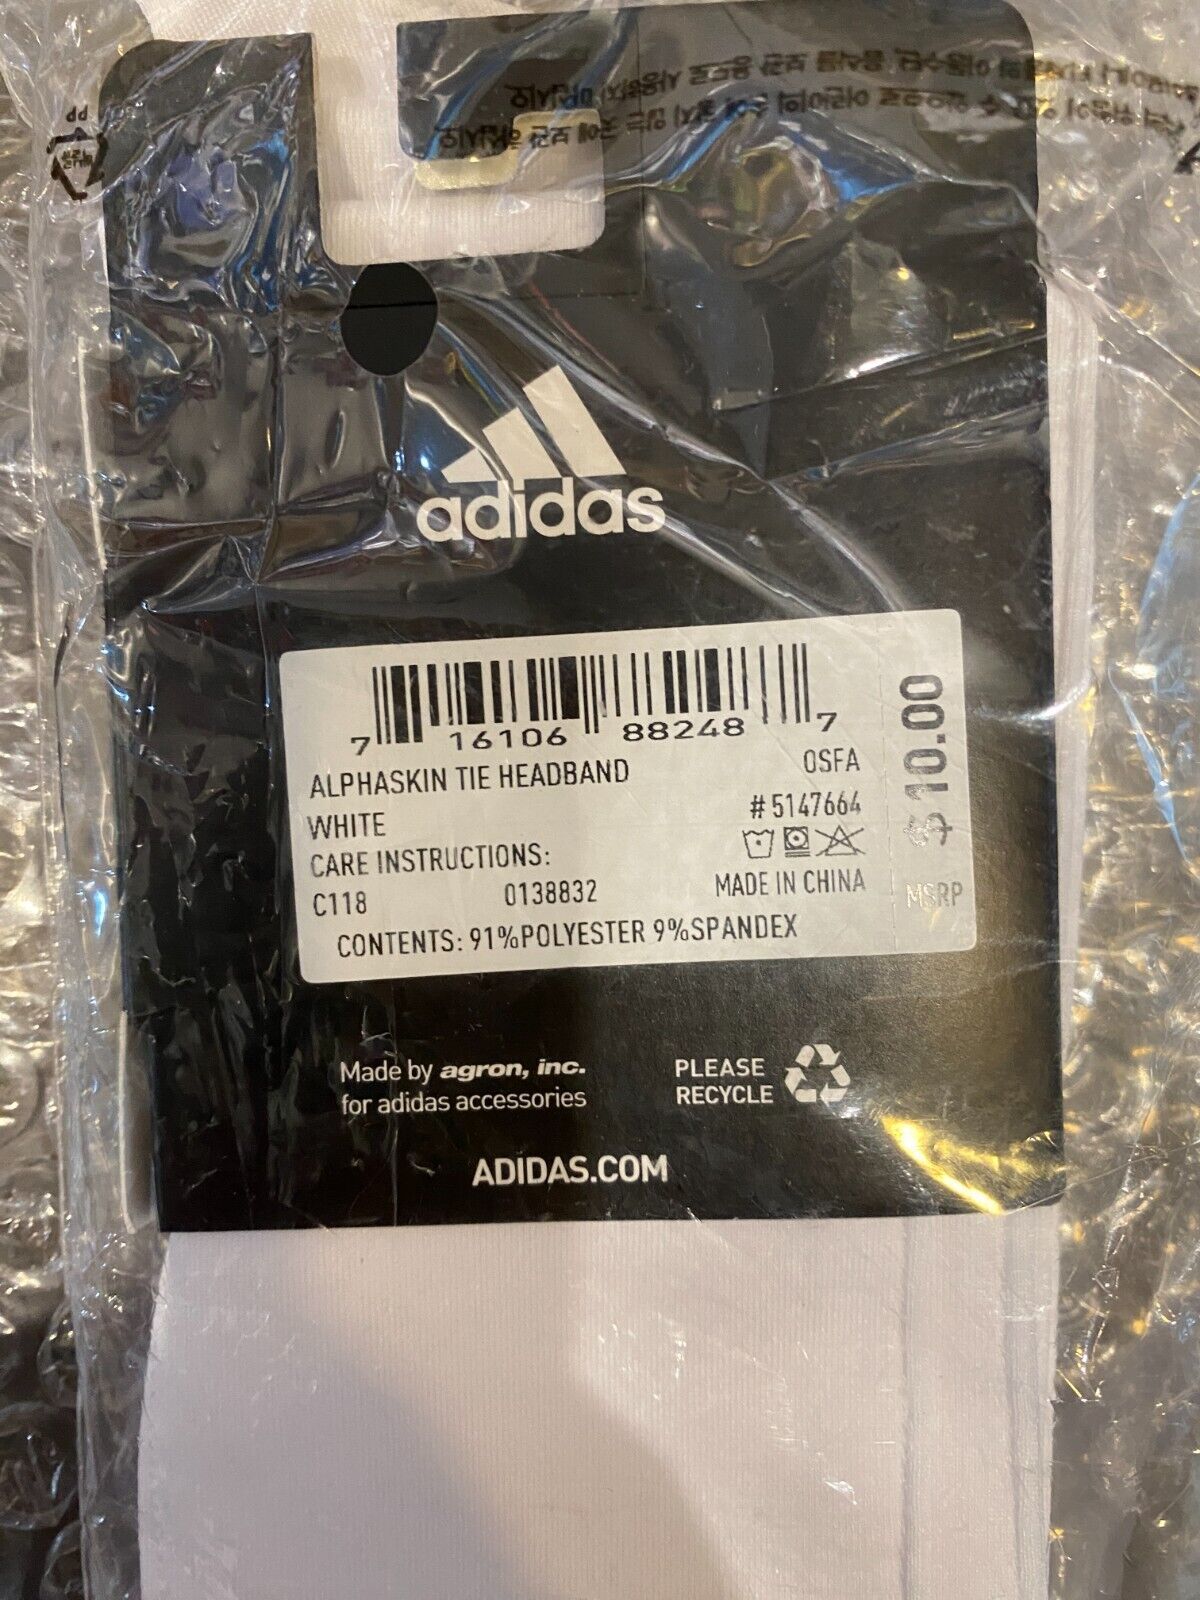 PP
adidas
7 16106 88248 7
ALPHASKIN TIE HEADBAND OSFA
WHITE #5147664
CARE INSTRUCTIONS:
C118 0138832 MADE IN CHINA
CONTENTS: 91%POLYESTER 9%SPANDEX
$10.00
MSRP
Made by agron, inc.
for adidas accessories
PLEASE
RECYCLE
ADIDAS.COM